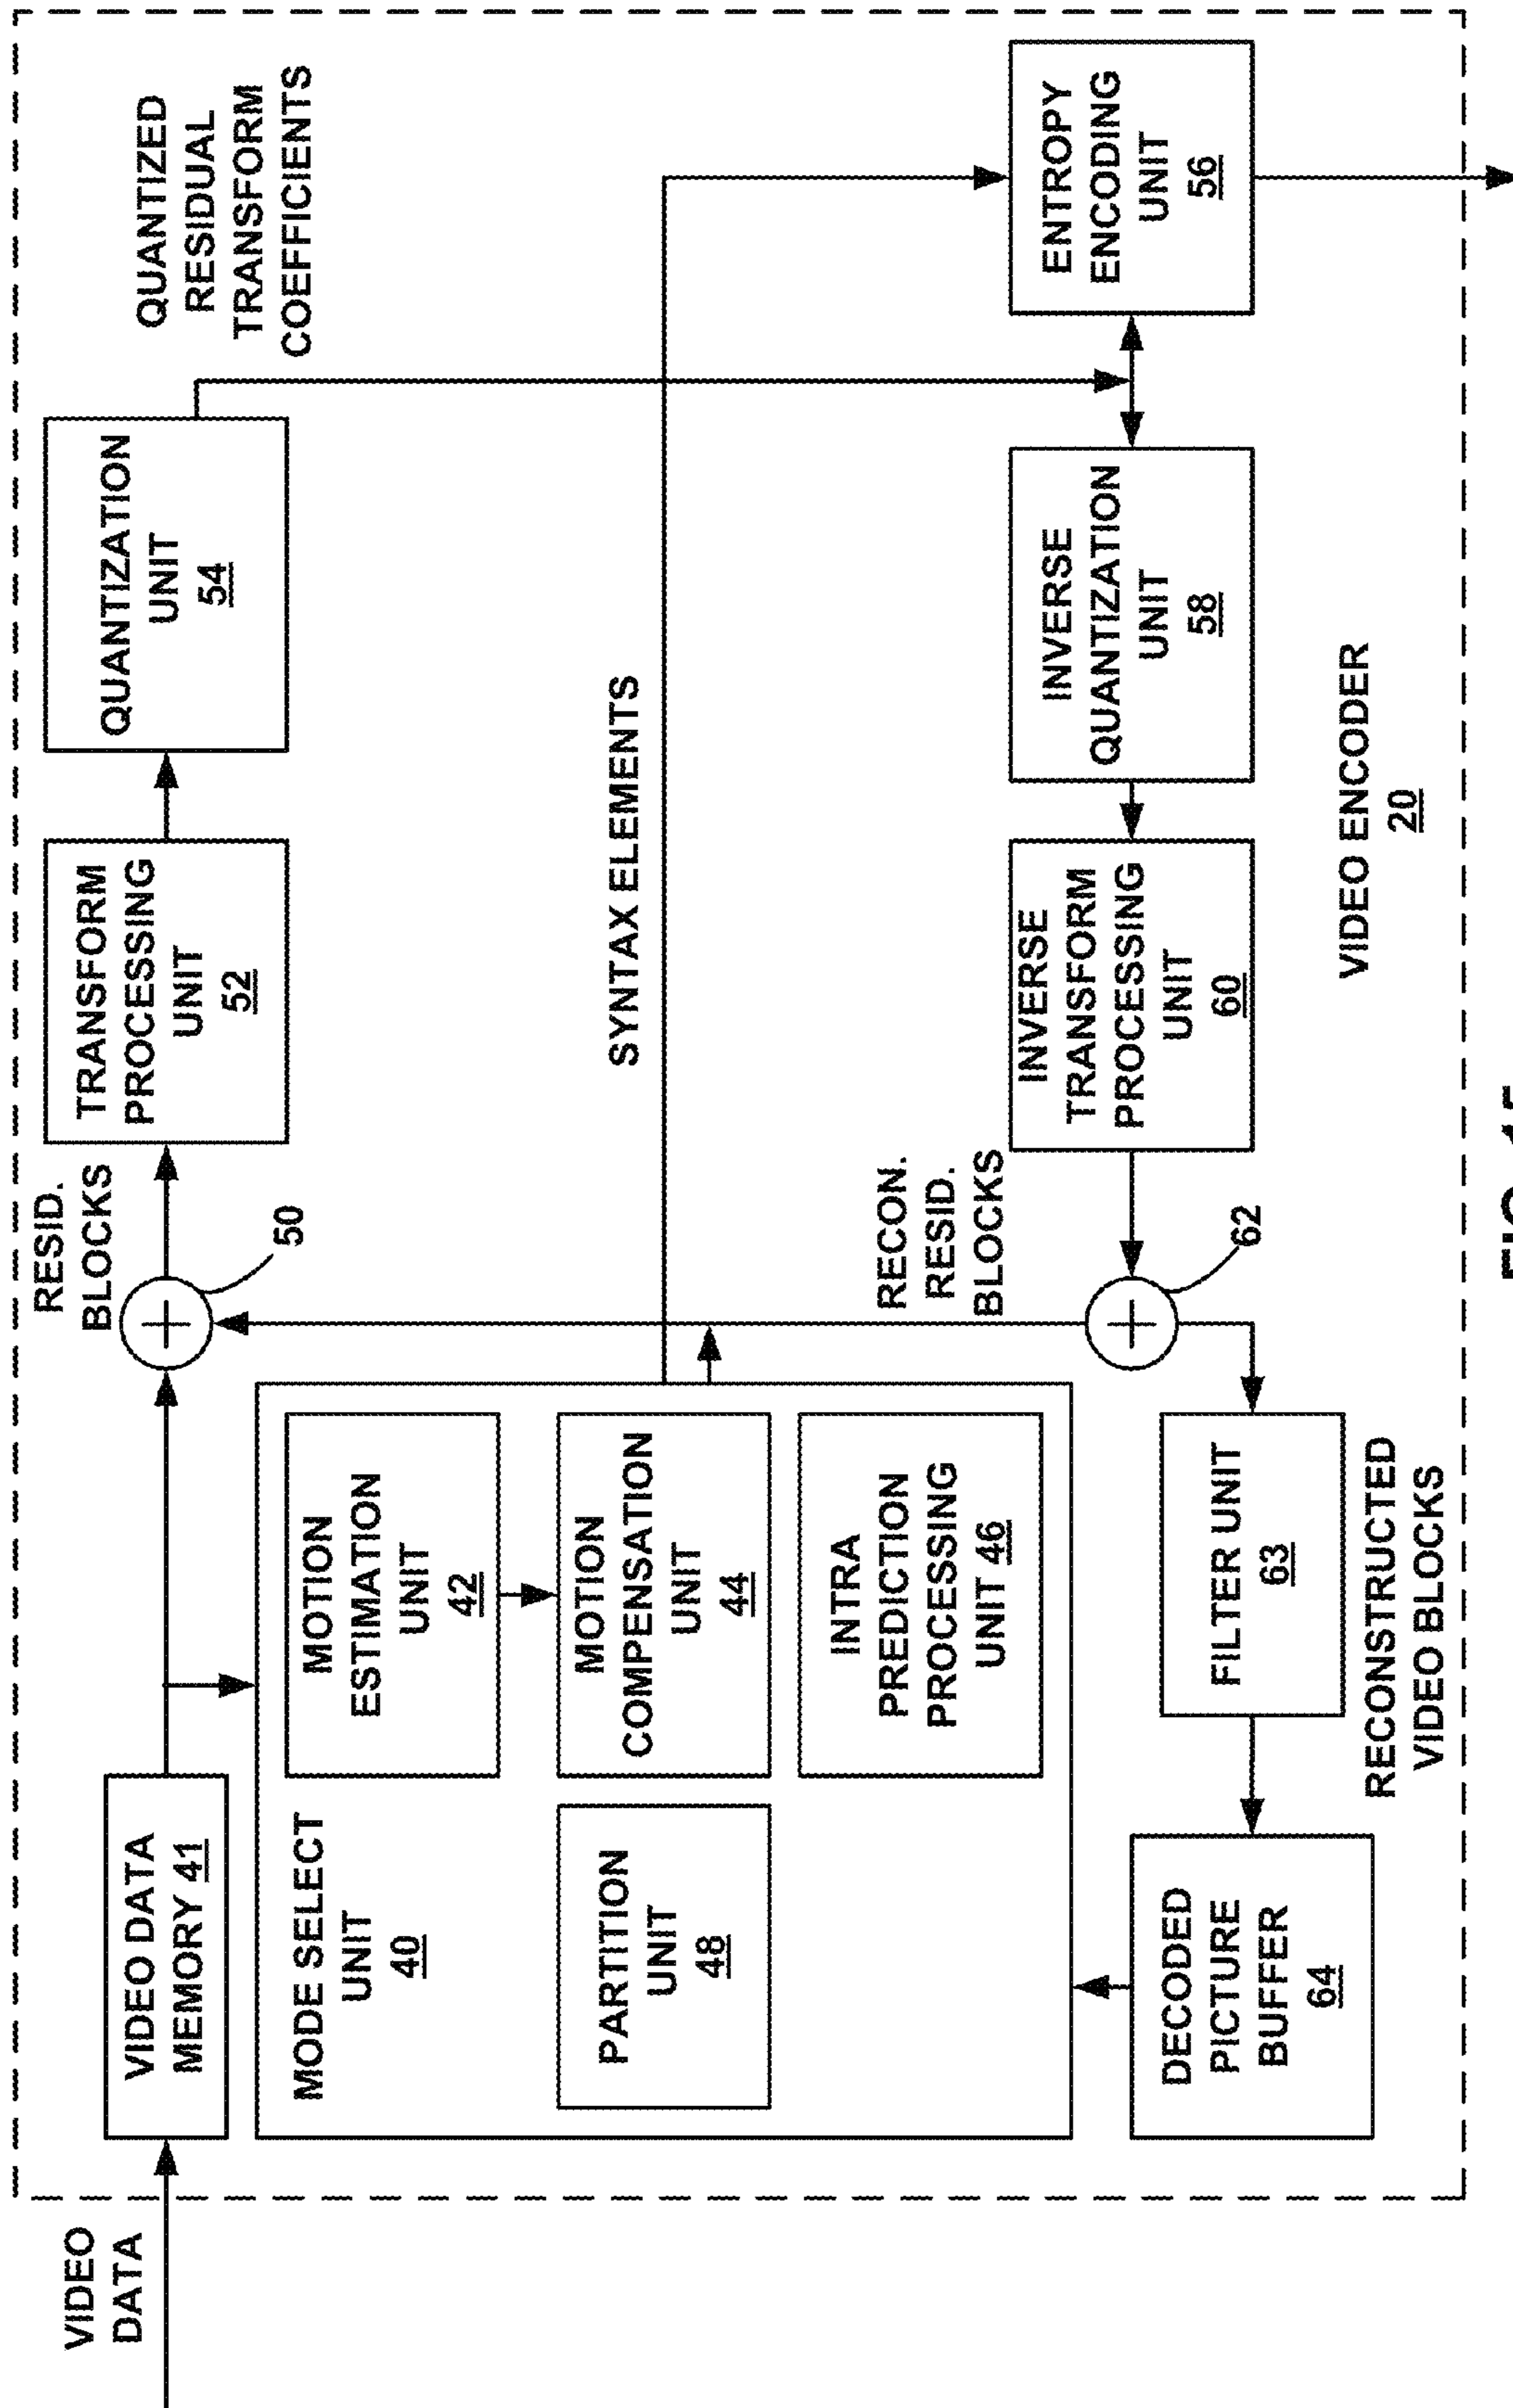 VIDEO
DATA
VIDEO DATA
MEMORY 41
MODE SELECT
UNIT
40
PARTITION
UNIT
48
MOTION
ESTIMATION
UNIT
42
MOTION
COMPENSATION
UNIT
44
INTRA
PREDICTION
PROCESSING
UNIT 46
RESID.
BLOCKS
50
TRANSFORM
PROCESSING
UNIT
52
QUANTIZATION
UNIT
54
QUANTIZED
RESIDUAL
TRANSFORM
COEFFICIENTS
SYNTAX ELEMENTS
DECODED
PICTURE
BUFFER
64
FILTER UNIT
63
RECONSTRUCTED
VIDEO BLOCKS
RECON.
RESID.
BLOCKS
62
INVERSE
TRANSFORM
PROCESSING
UNIT
60
INVERSE
QUANTIZATION
UNIT
58
ENTROPY
ENCODING
UNIT
56
VIDEO ENCODER
20